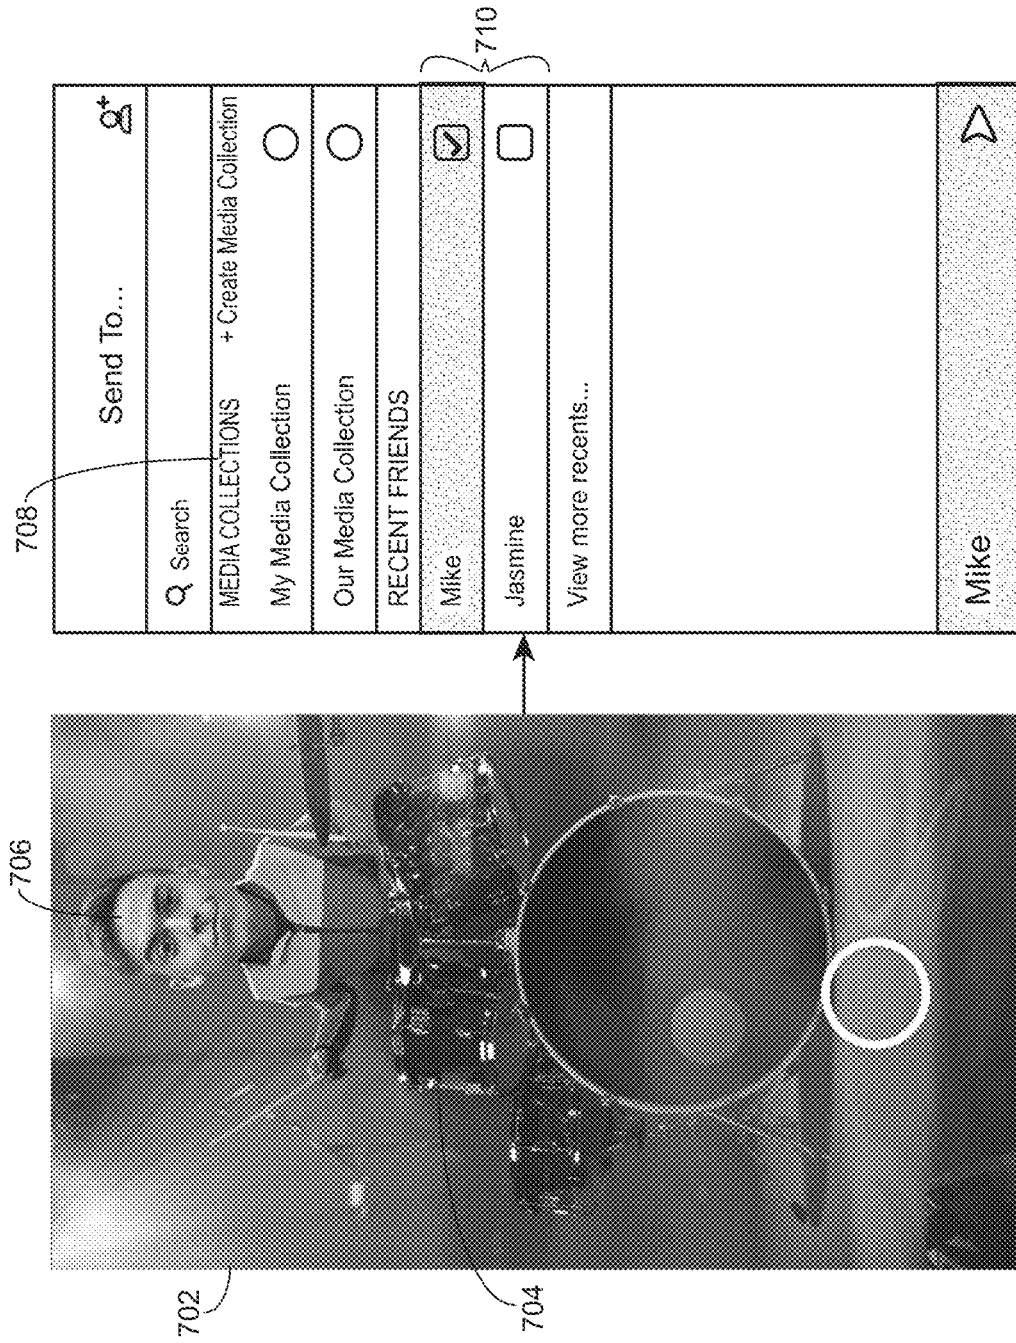 702
704
706
708
Send To...
Search
MEDIA COLLECTIONS + Create Media Collection
My Media Collection
Our Media Collection
RECENT FRIENDS
Mike
Jasmine
710
View more recents...
Mike